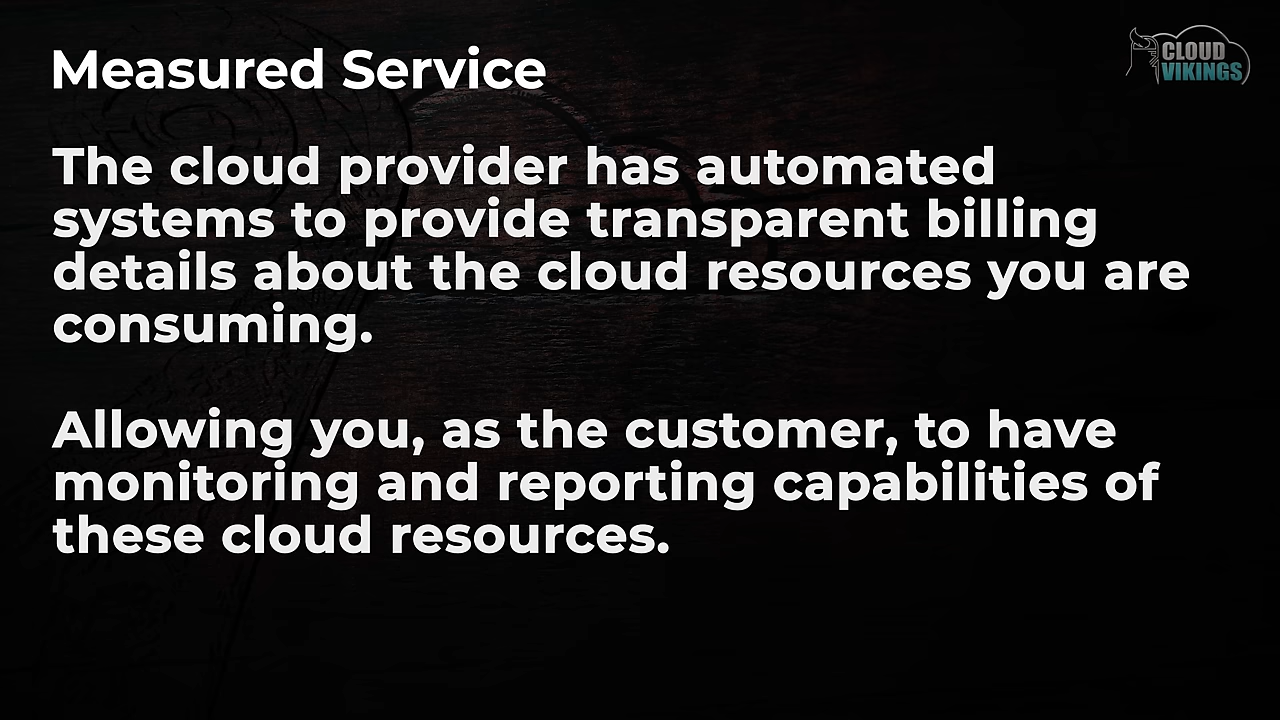 Measured Service
CLOUD
VIKINGS
The cloud provider has automated
systems to provide transparent billing
details about the cloud resources you are
consuming.
Allowing you, as the customer, to have
monitoring and reporting capabilities of
these cloud resources.